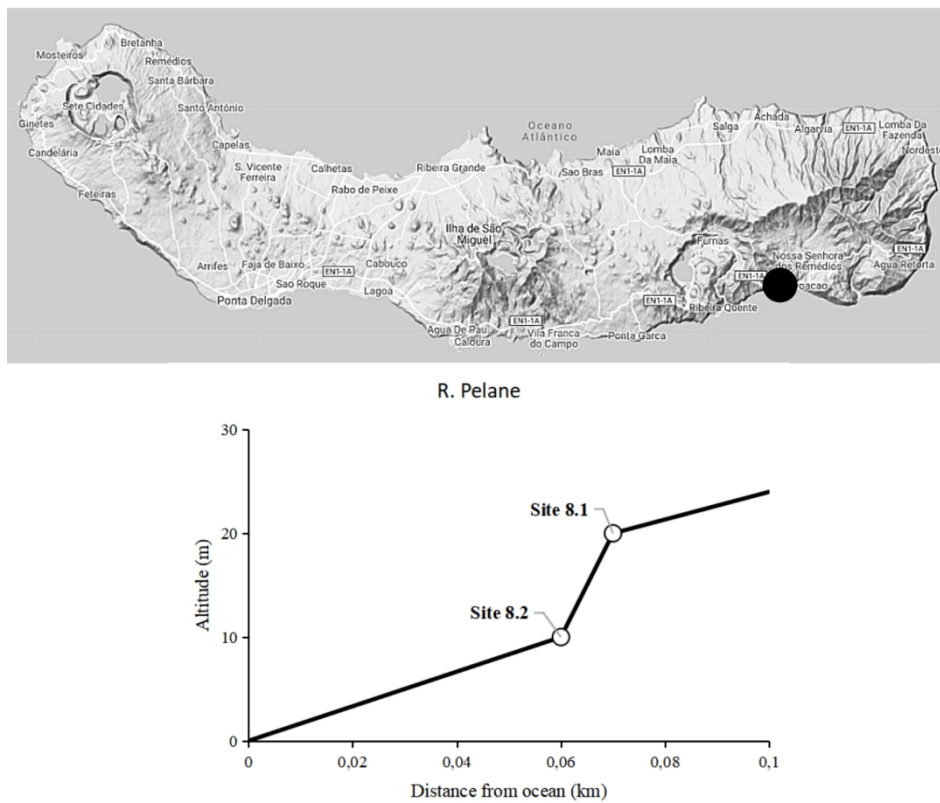 Mosteiros
Bretanha
Remédios
Santa Bárbara
Sete Cidades
Santo António
Ginetes
Candelária
Capelas
Feteiras
S. Vicente
Ferreira
Calhetas
Rabo de Peixe
Ribeira Grande
Oceano
Atlântico
Maia
Sao Bras
EN1-1A
Lomba
Da Maia
Salga
Achada
Algarvia
EN1-1A
Lomba Da
Fazenda
Nordeste
Ilha de São
Miguel
Furnas
Nossa Senhora
dos Remédios
EN1-1A
Agua Retorta
Arrifes
Faja de Baixo
EN1-1A
Cabouco
Sao Roque
Lagoa
Ponta Delgada
EN1-1A
oacao
EN1-1A
Ribeira Quente
Agua De Pau
Caloura
EN1-1A
Vila Franca
do Campo
Ponta Garca
R. Pelane
30
20
10
0
Altitude (m)
Site 8.1
Site 8.2
0
0,02
0,04
0,06
0,08
0,1
Distance from ocean (km)